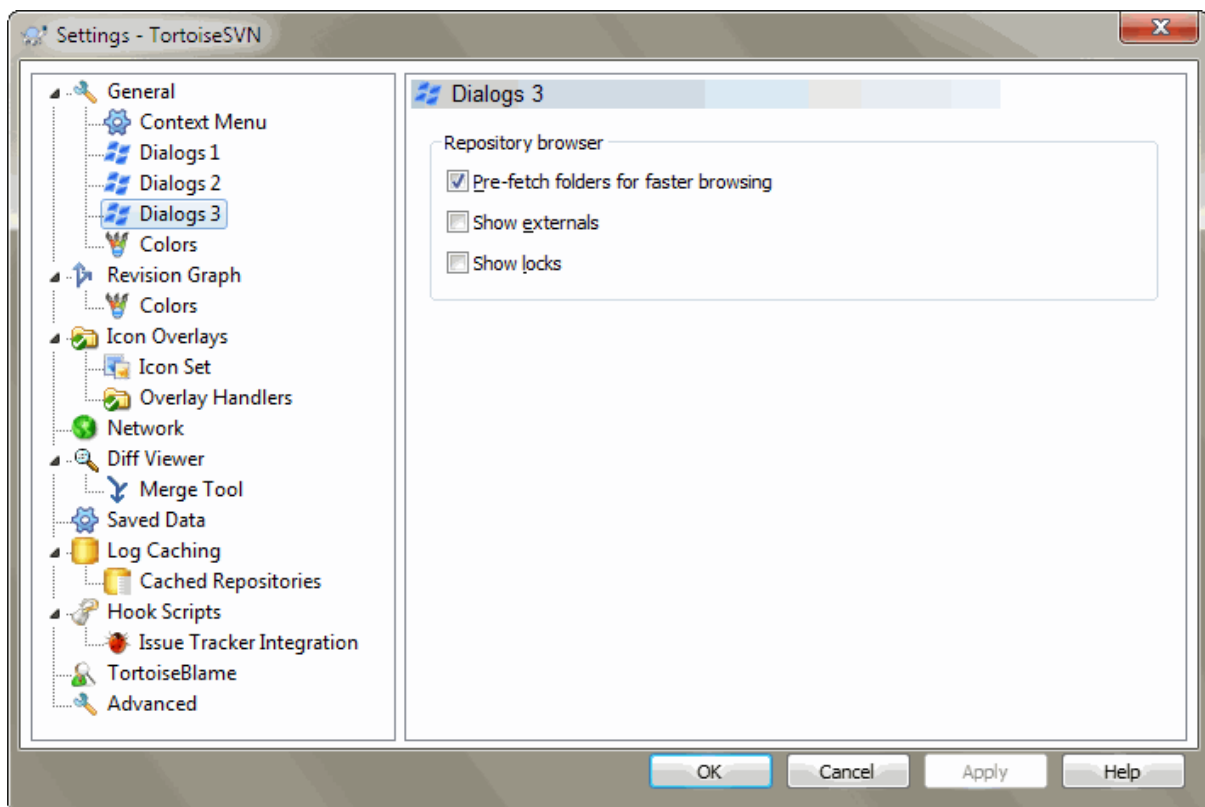 Settings - TortoiseSVN
General
Context Menu
Dialogs 1
Dialogs 2
Dialogs 3
Colors
Revision Graph
Colors
Icon Overlays
Icon Set
Overlay Handlers
Network
Diff Viewer
Merge Tool
Saved Data
Log Caching
Cached Repositories
Hook Scripts
Issue Tracker Integration
TortoiseBlame
Advanced
Dialogs 3
Repository browser
Pre-fetch folders for faster browsing
Show externals
Show locks
OK
Cancel
Apply
Help